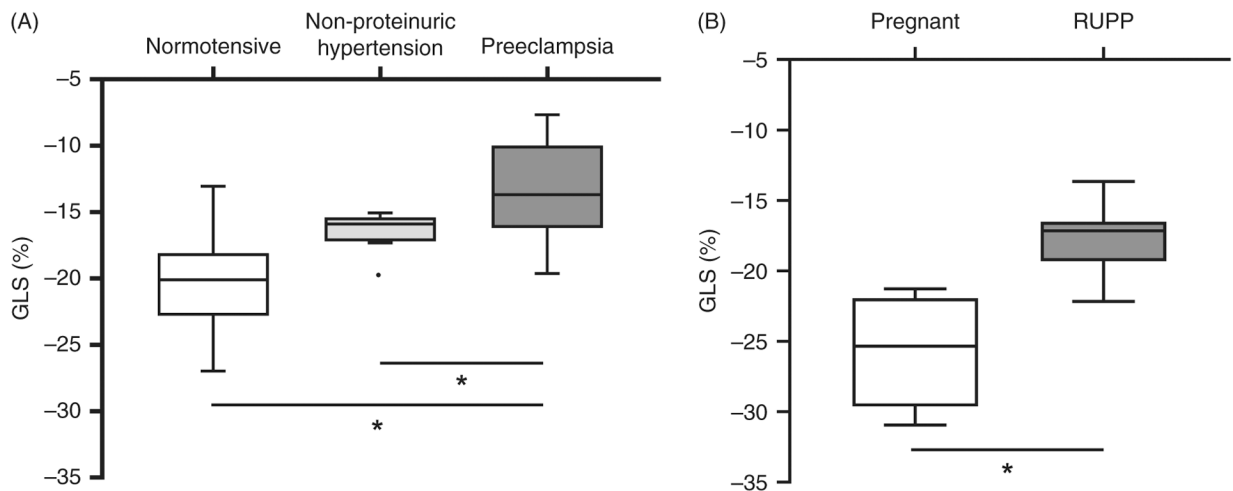 (A)
Normotensive
Non-proteinuric
hypertension
Preeclampsia
–5
–10
–15
–20
–25
–30
–35
GLS (%)
*
*
(B)
Pregnant
RUPP
–5
–10
–15
–20
–25
–30
–35
GLS (%)
*